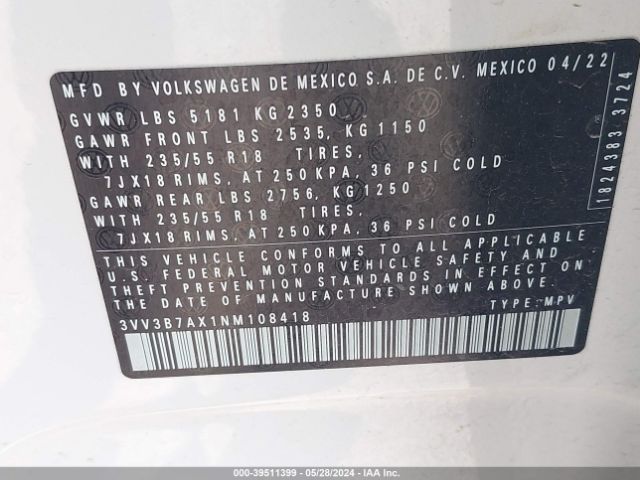 MFD BY VOLKSWAGEN DE MEXICO S.A. DE C.V. MEXICO 04/22
GVWR/LBS 5181 KG 2350,
GAWR FRONT LBS 2535, KG 1150
WITH 235/55 R18 TIRES,
7JX18 RIMS, AT 250 KPA, 36 PSI COLD
GAWR REAR LBS 2756, KG 1250
WITH 235/55 R18 TIRES,
7JX18 RIMS, AT 250 KPA, 36 PSI COLD
THIS VEHICLE CONFORMS TO ALL APPLICABLE
U.S. FEDERAL MOTOR VEHICLE SAFETY AND
THEFT PREVENTION STANDARDS IN EFFECT ON
THE DATE OF MANUFACTURE SHOWN ABOVE
3VV3B7AX1NM108418 TYPE: MPV
1824383 3724
000-39511399 - 05/28/2024 - IAA Inc.